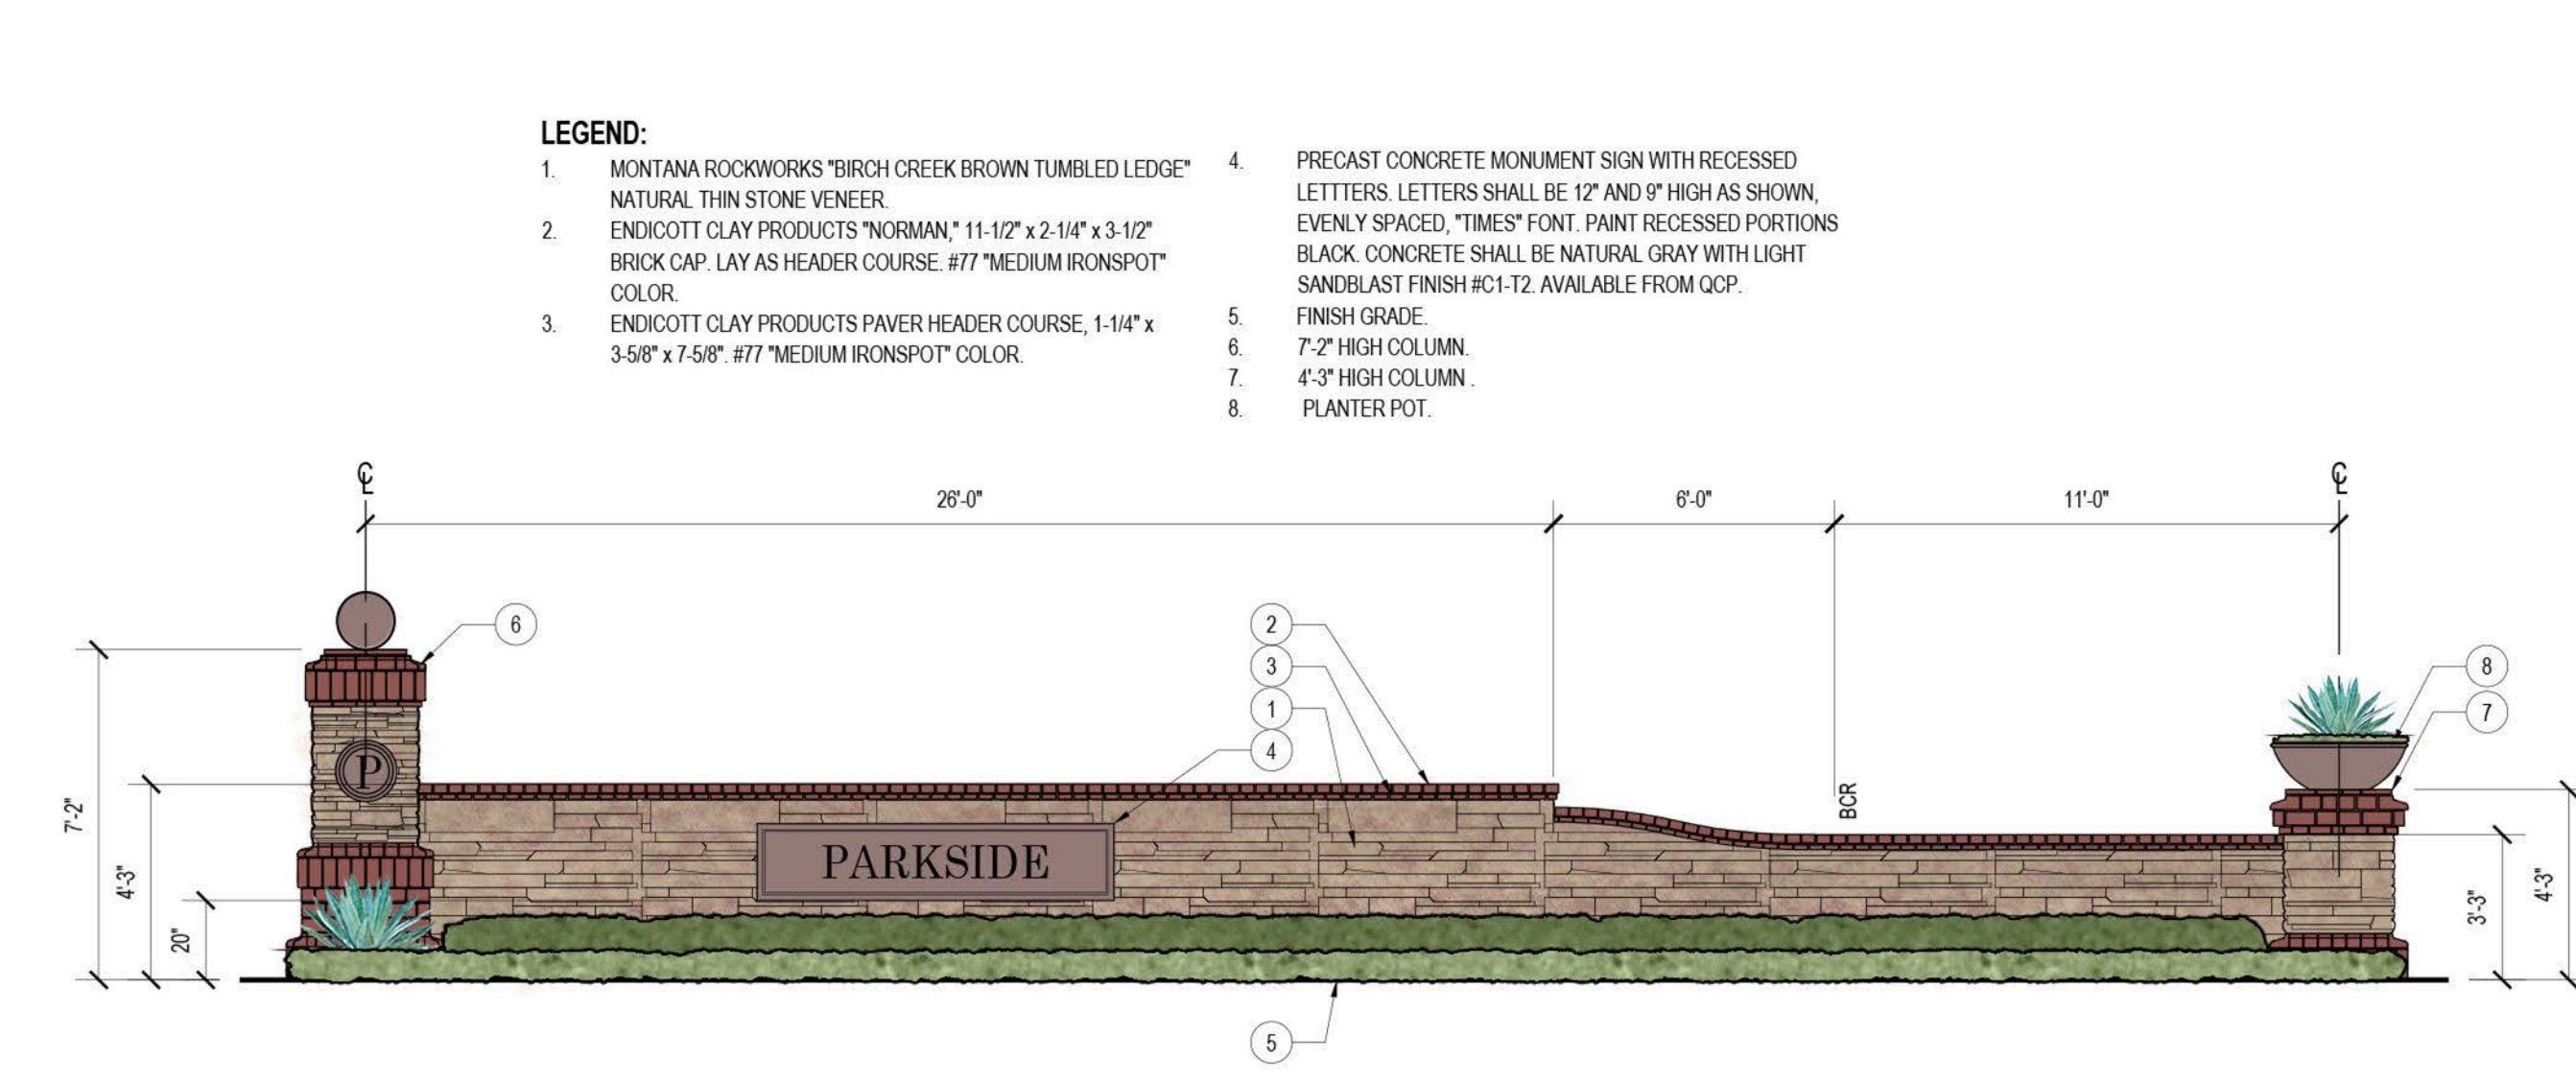 LEGEND:
1. MONTANA ROCKWORKS "BIRCH CREEK BROWN TUMBLED LEDGE"
NATURAL THIN STONE VENEER.
2. ENDICOTT CLAY PRODUCTS "NORMAN," 11-1/2" x 2-1/4" x 3-1/2"
BRICK CAP. LAY AS HEADER COURSE. #77 "MEDIUM IRONSPOT"
COLOR.
3. ENDICOTT CLAY PRODUCTS PAVER HEADER COURSE, 1-1/4" x
3-5/8" x 7-5/8". #77 "MEDIUM IRONSPOT" COLOR.
4. PRECAST CONCRETE MONUMENT SIGN WITH RECESSED
LETTTERS. LETTERS SHALL BE 12" AND 9" HIGH AS SHOWN,
EVENLY SPACED, "TIMES" FONT. PAINT RECESSED PORTIONS
BLACK. CONCRETE SHALL BE NATURAL GRAY WITH LIGHT
SANDBLAST FINISH #C1-T2. AVAILABLE FROM QCP.
5. FINISH GRADE.
6. 7'-2" HIGH COLUMN.
7. 4'-3" HIGH COLUMN .
8. PLANTER POT.
℄
℄
26'-0"
6'-0"
11'-0"
6
2
3
1
4
8
7
BCR
P
PARKSIDE
7'-2"
4'-3"
20"
3'-3"
4'-3"
5